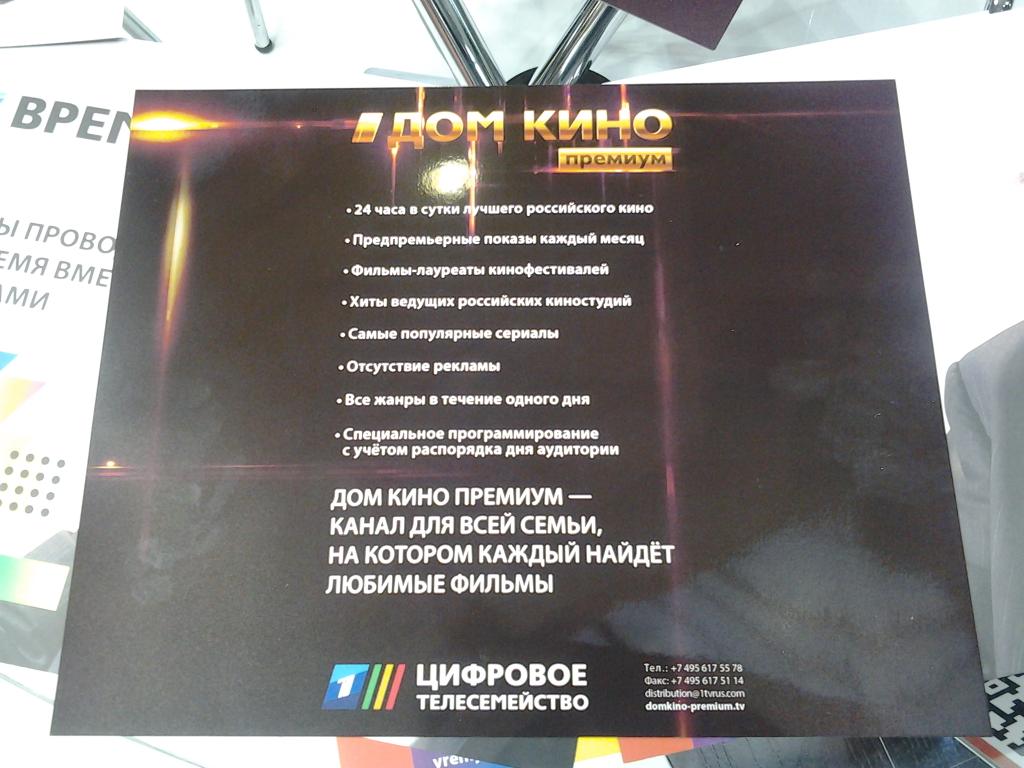 ВРЕМ
Ы ПРОВО
ЕМЯ ВМЕ
АМИ
ДОМ КИНО
премиум
• 24 часа в сутки лучшего российского кино
• Предпремьерные показы каждый месяц
• Фильмы-лауреаты кинофестивалей
• Хиты ведущих российских киностудий
• Самые популярные сериалы
• Отсутствие рекламы
• Все жанры в течение одного дня
• Специальное программирование
с учётом распорядка дня аудитории
ДОМ КИНО ПРЕМИУМ —
КАНАЛ ДЛЯ ВСЕЙ СЕМЬИ,
НА КОТОРОМ КАЖДЫЙ НАЙДЁТ
ЛЮБИМЫЕ ФИЛЬМЫ
1 ЦИФРОВОЕ
ТЕЛЕСЕМЕЙСТВО
Тел.: +7 495 617 55 78
Факс: +7 495 617 51 14
distribution@1tvrus.com
domkino-premium.tv